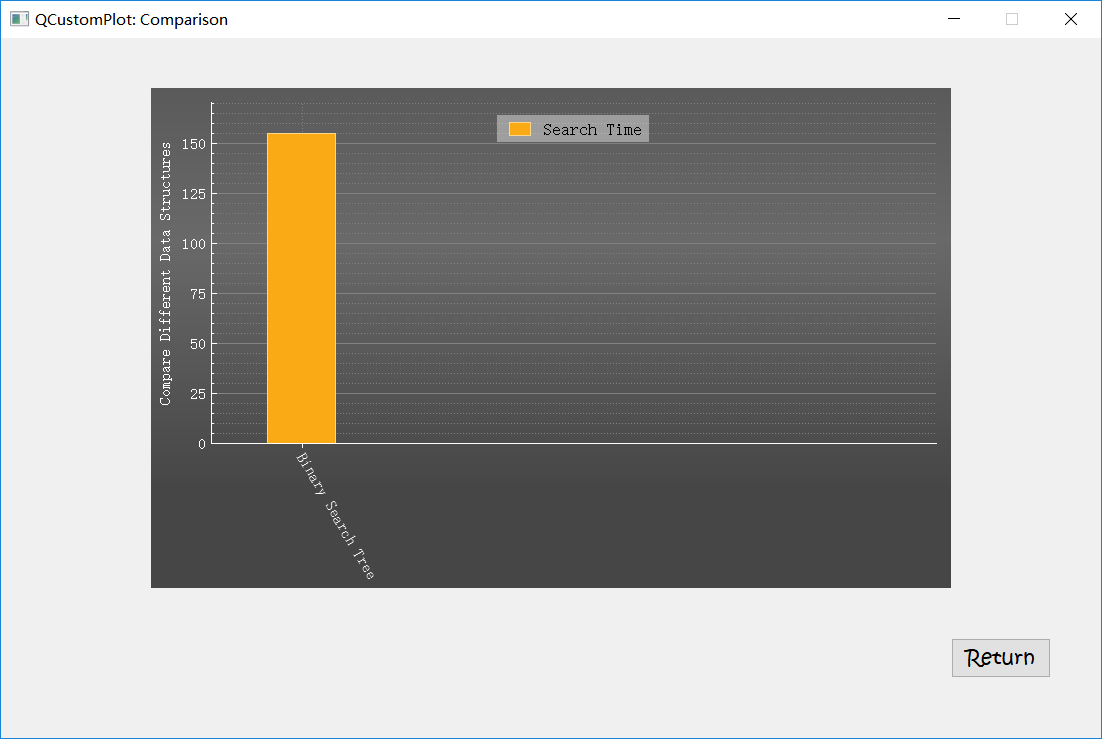 QCustomPlot: Comparison
Search Time
Compare Different Data Structures
150
125
100
75
50
25
0
Binary Search Tree
Return